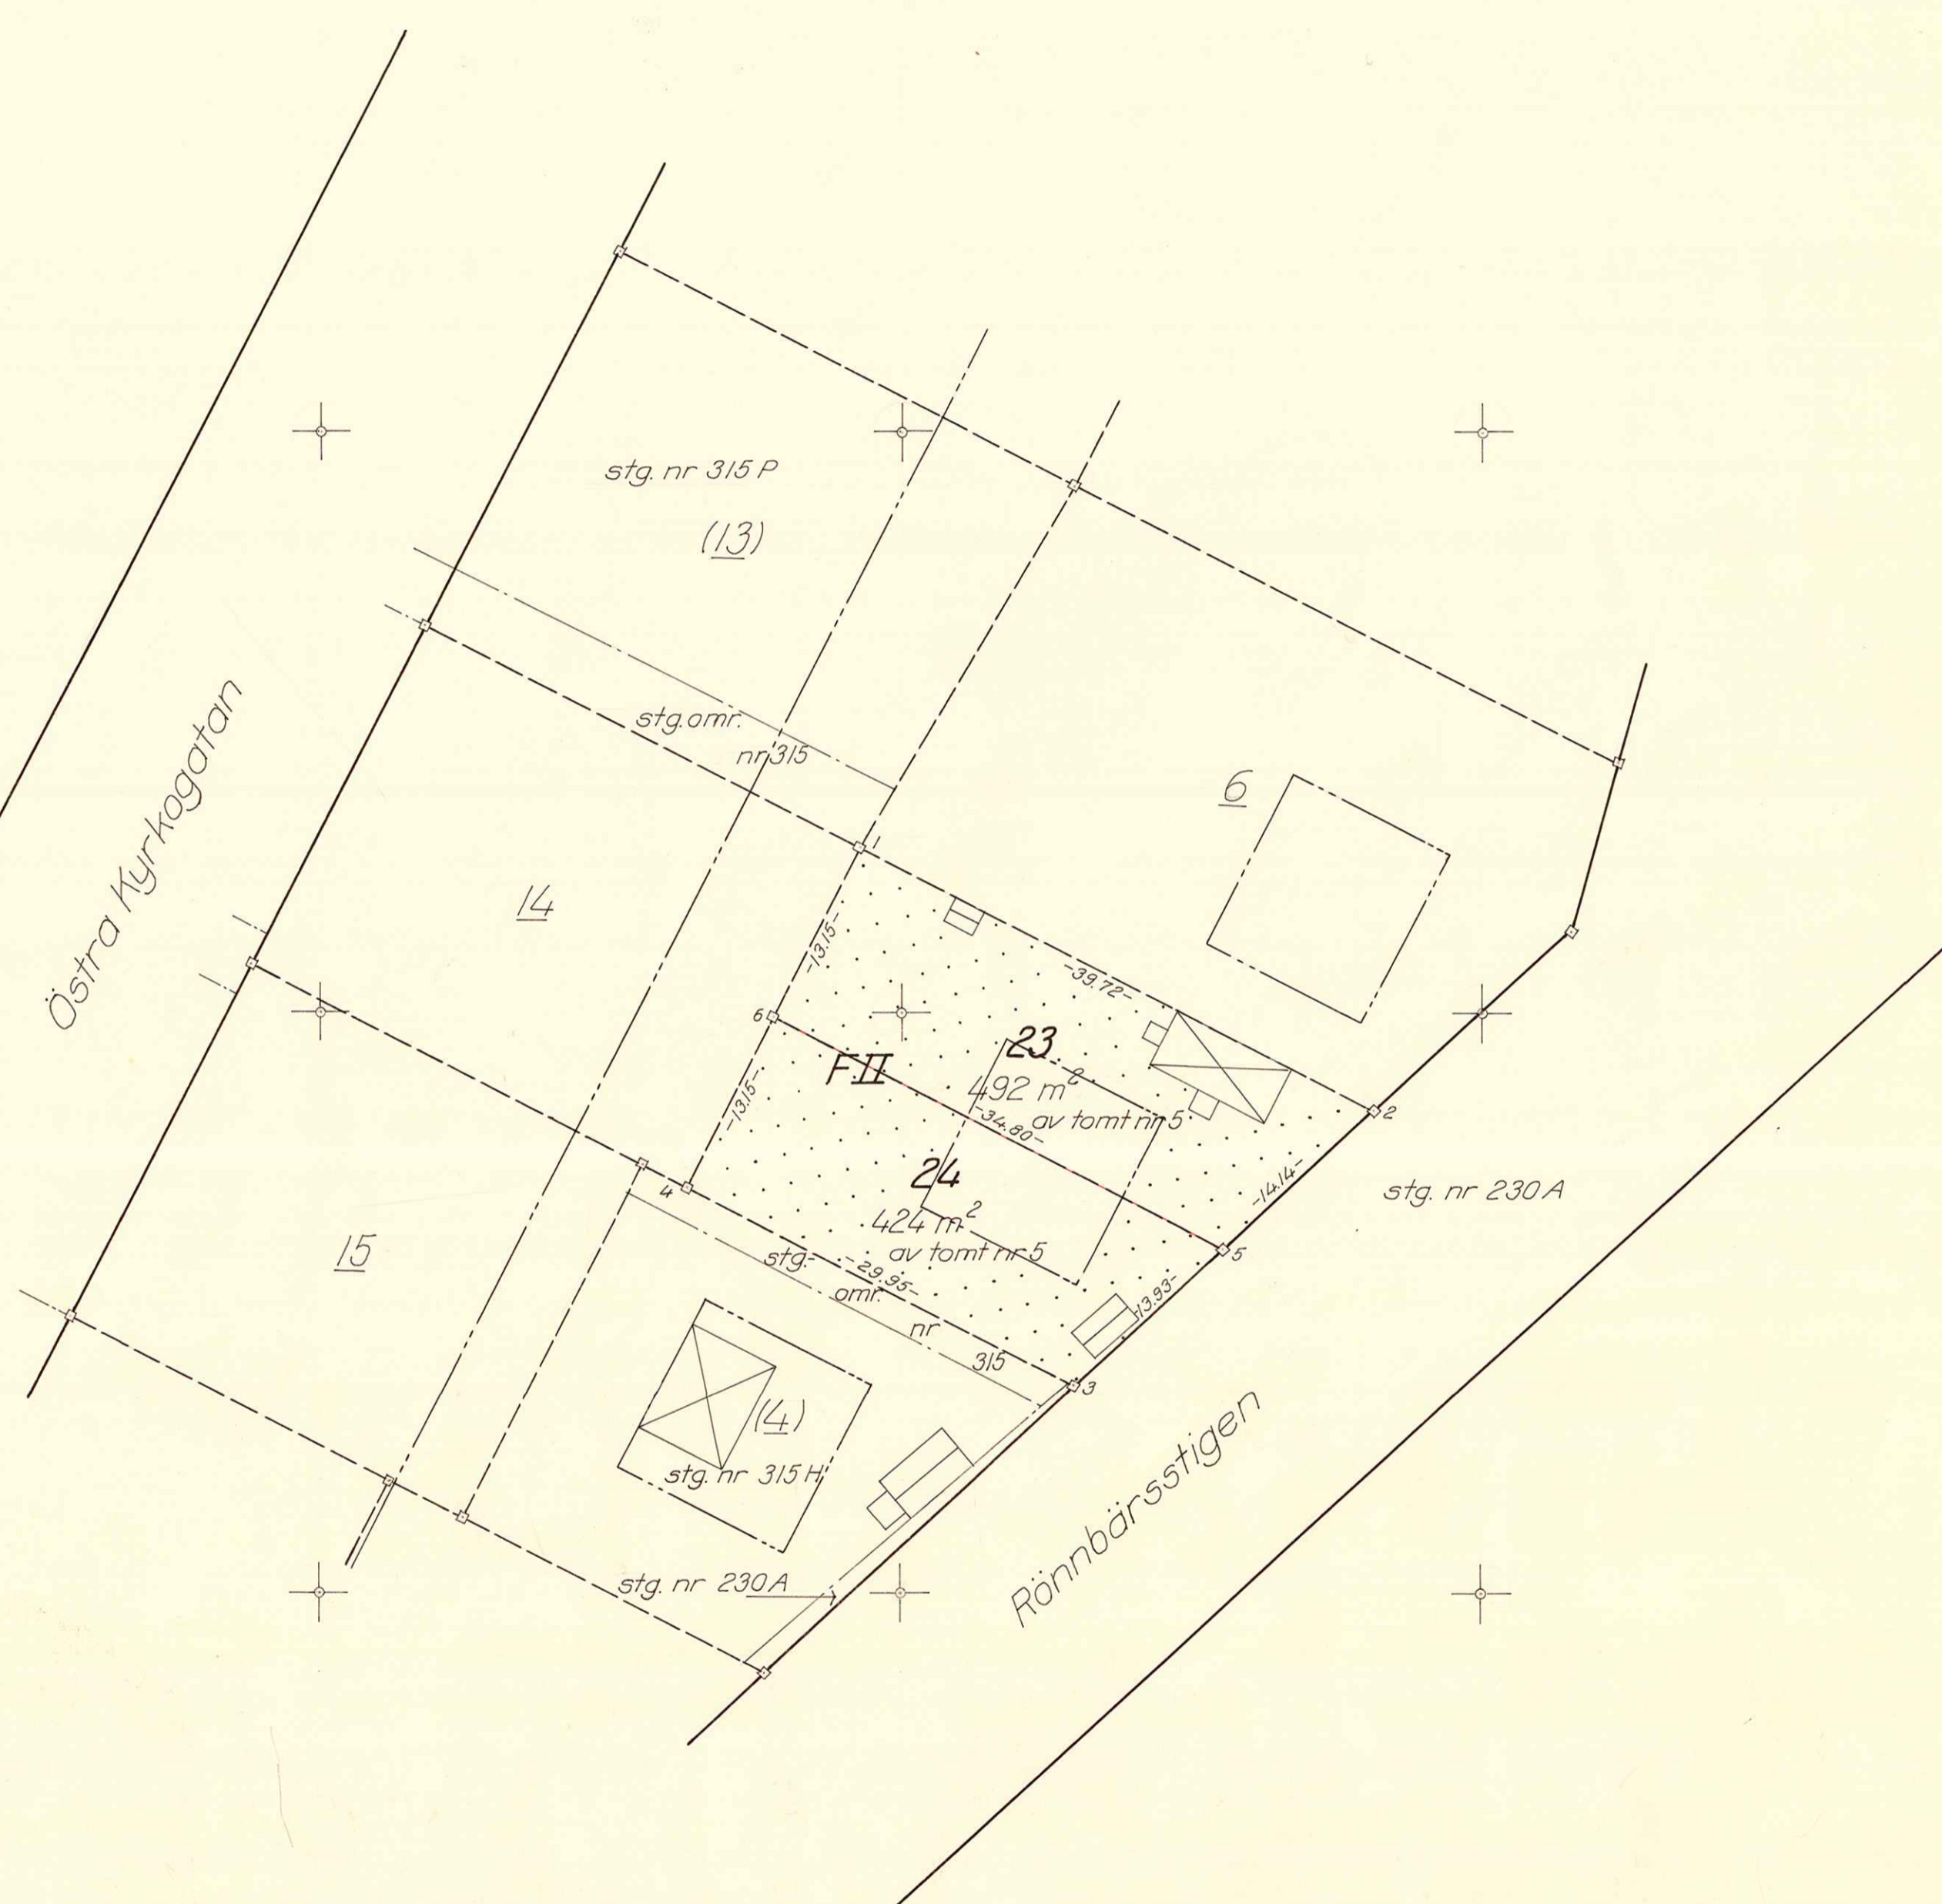 stg. nr 315 P
(13)
stg. omr.
nr 315
Östra Kyrkogatan
6
14
1
-13.15-
-39.72-
6
23
F II
492 m²
-34.80-
av tomt nr 5
2
-13.15-
-14.14-
stg. nr 230 A
4
24
424 m²
av tomt nr 5
5
15
stg.
-29.95-
omr.
nr
315
-13.93-
3
(4)
stg. nr 315 H
Rönnbärsstigen
stg. nr 230 A